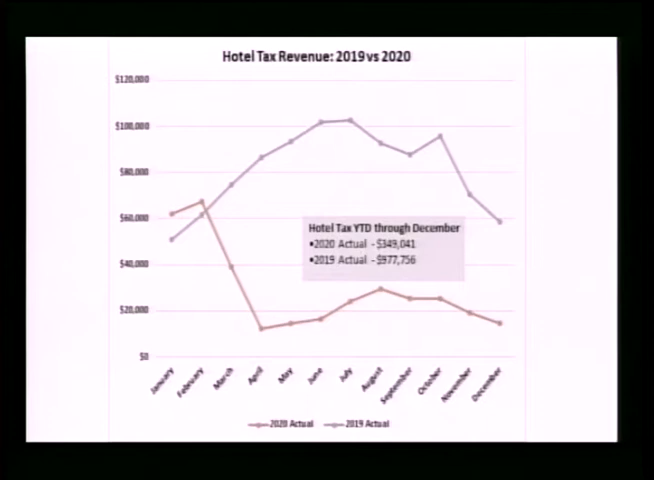 Hotel Tax Revenue: 2019 vs 2020
$120,000
$100,000
$80,000
$60,000
$40,000
$20,000
$0
Hotel Tax YTD through December
•2020 Actual - $349,041
•2019 Actual - $977,756
January
February
March
April
May
June
July
August
September
October
November
December
2020 Actual
2019 Actual